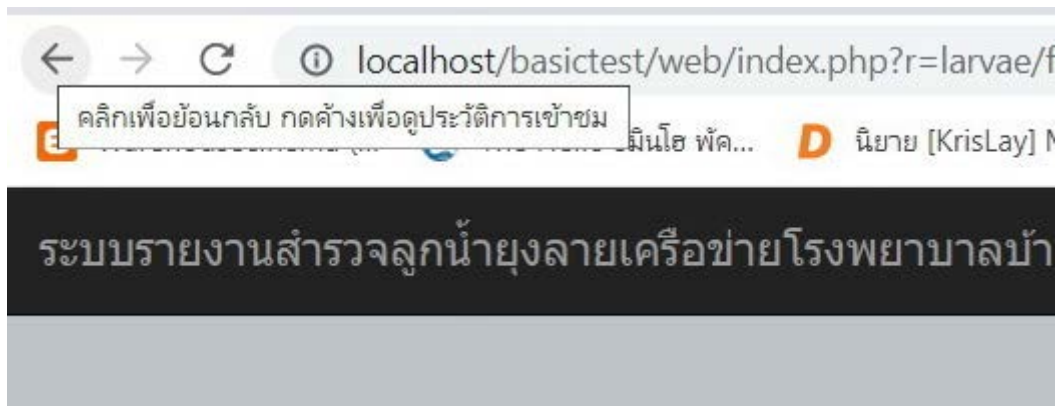 localhost/basictest/web/index.php?r=larvae/f
คลิกเพื่อย้อนกลับ กดค้างเพื่อดูประวัติการเข้าชม
มินโฮ พัค... นิยาย [KrisLay]
ระบบรายงานสำรวจลูกน้ำยุงลายเครือข่ายโรงพยาบาลบ้า